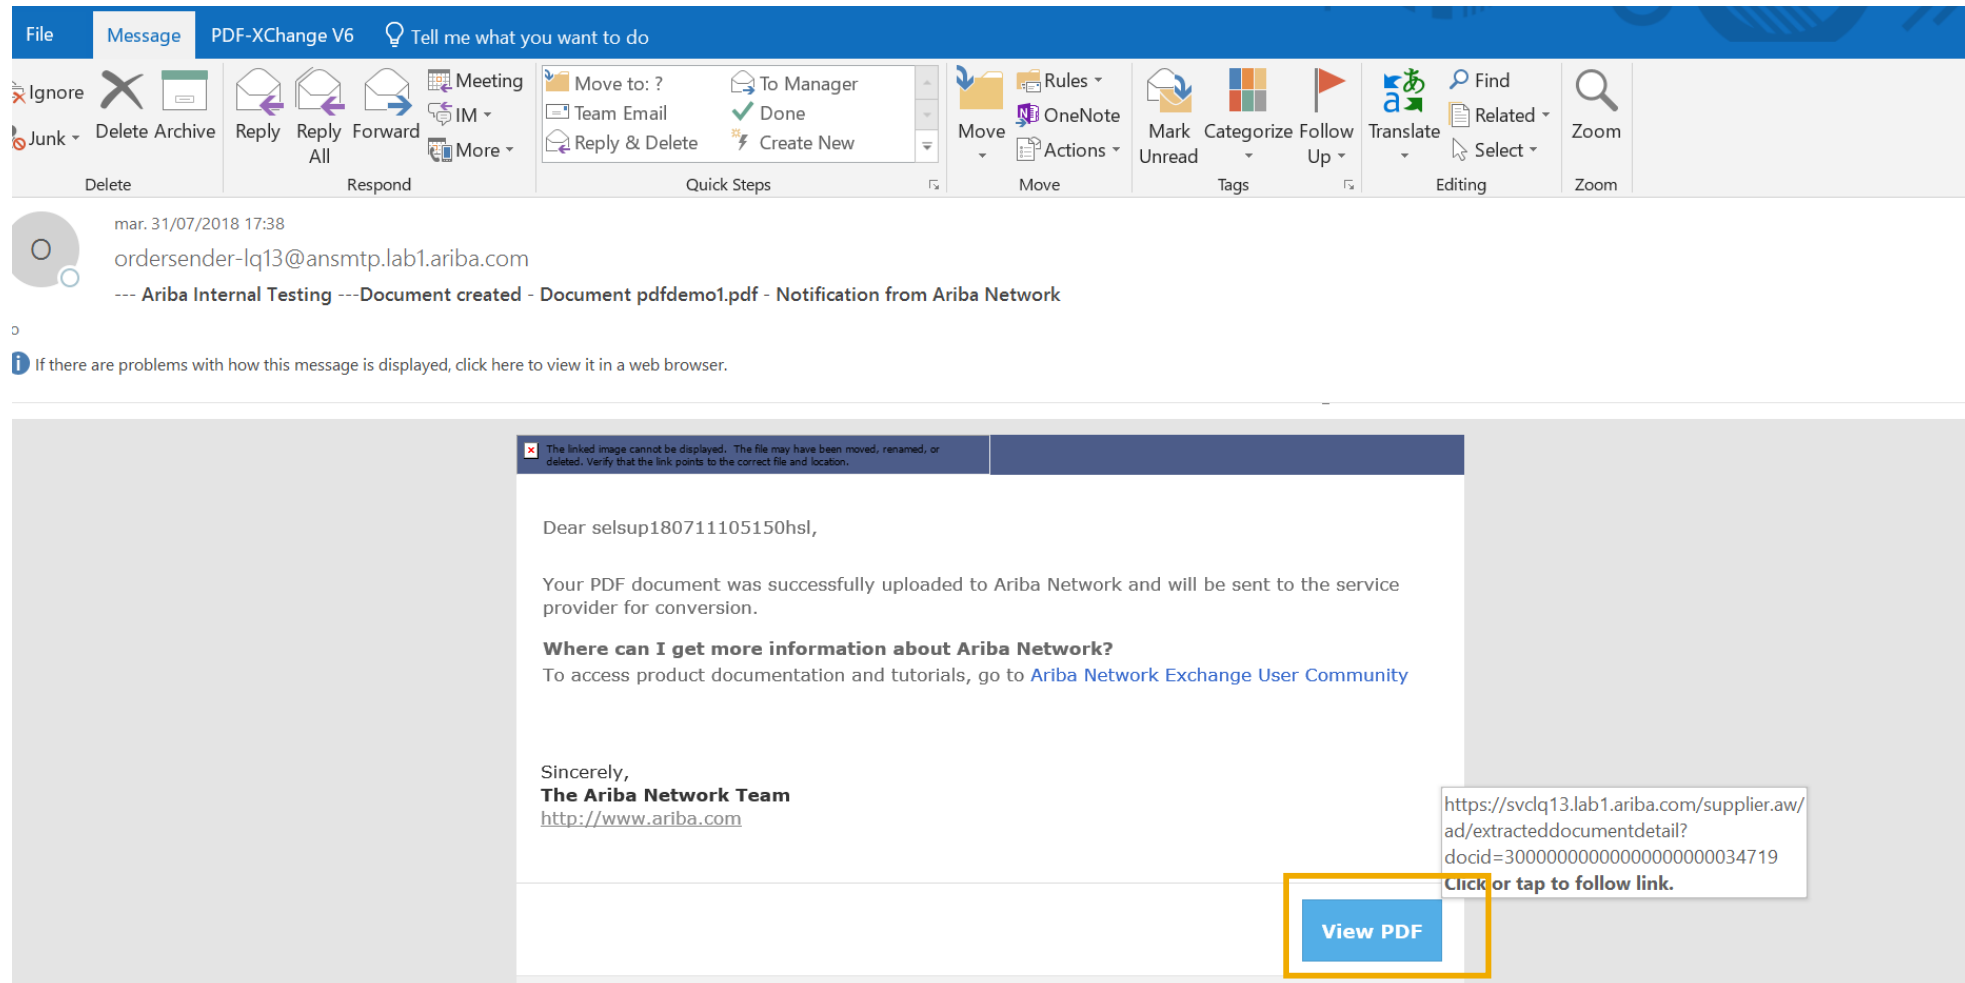 File Message PDF-XChange V6 Tell me what you want to do
Ignore
Junk
Delete Archive
Reply Reply All Forward
Meeting
IM
More
Move to: ? To Manager
Team Email Done
Reply & Delete Create New
Move
Rules
OneNote
Actions
Mark Unread Categorize Follow Up
Translate
Find
Related
Select
Zoom
Delete Respond Quick Steps Move Tags Editing Zoom
mar. 31/07/2018 17:38
O
ordersender-lq13@ansmtp.lab1.ariba.com
--- Ariba Internal Testing ---Document created - Document pdfdemo1.pdf - Notification from Ariba Network
If there are problems with how this message is displayed, click here to view it in a web browser.
The linked image cannot be displayed. The file may have been moved, renamed, or
deleted. Verify that the link points to the correct file and location.
Dear selsup180711105150hsl,
Your PDF document was successfully uploaded to Ariba Network and will be sent to the service
provider for conversion.
Where can I get more information about Ariba Network?
To access product documentation and tutorials, go to Ariba Network Exchange User Community
Sincerely,
The Ariba Network Team
http://www.ariba.com
https://svclq13.lab1.ariba.com/supplier.aw/
ad/extracteddocumentdetail?
Click or tap to follow link.
View PDF